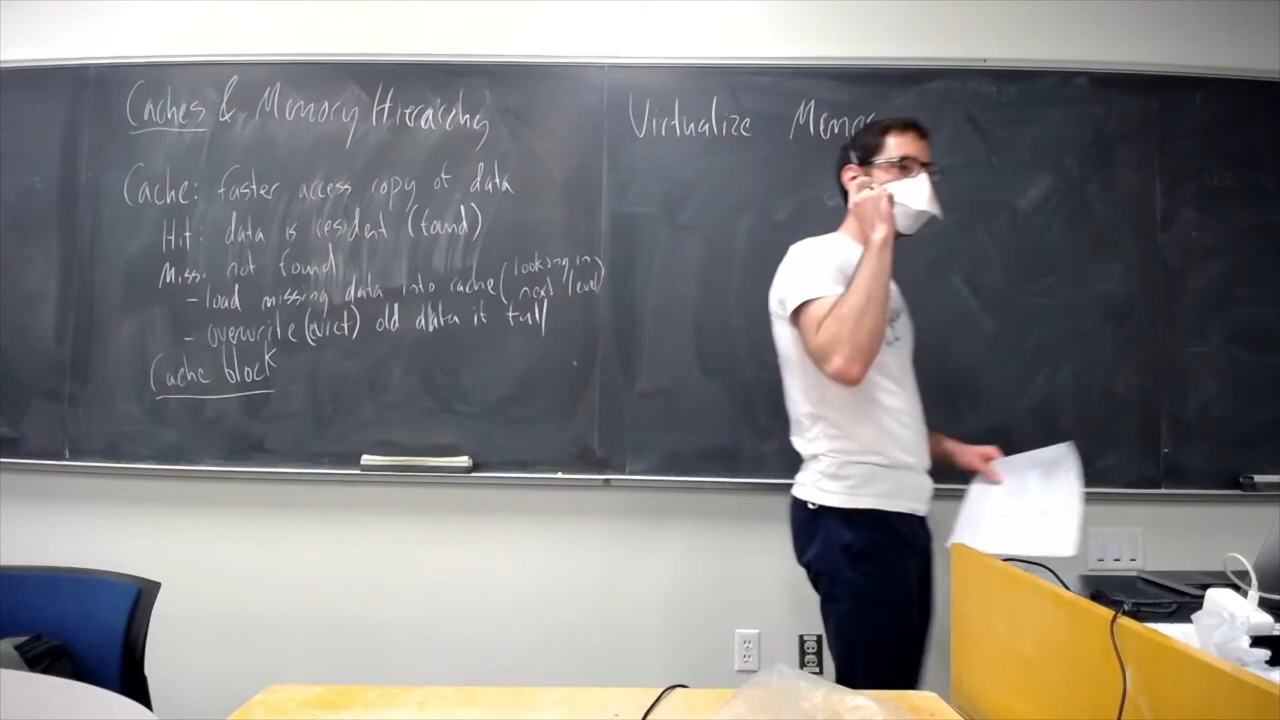 Caches & Memory Hierarchy
Cache: faster access copy of data
Hit: data is resident (found)
Miss: not found
- load missing data into cache (looking in next level)
- overwrite (evict) old data if full
Cache block
Virtualize Memo